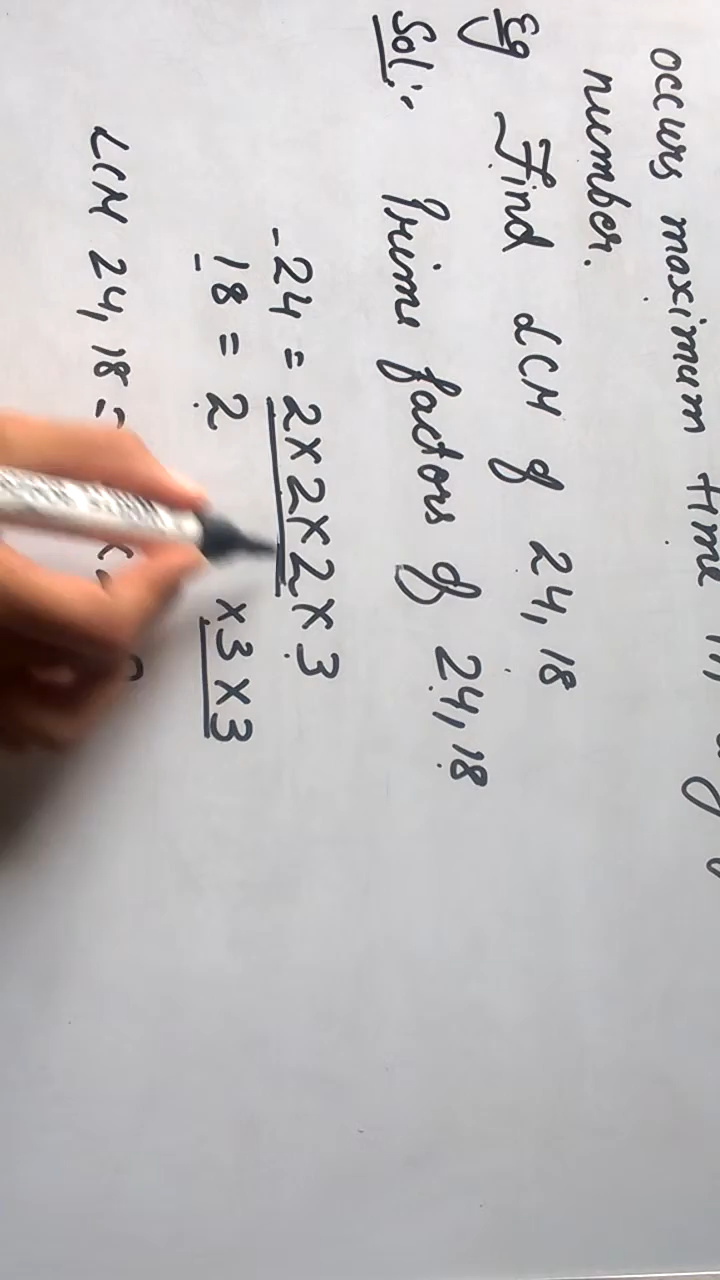 occurs maximum time in
number.
Eg Find LCM of 24, 18
Sol:- Prime factors of 24, 18
24 = 2 x 2 x 2 x 3
18 = 2 x 3 x 3
LCM 24, 18 =